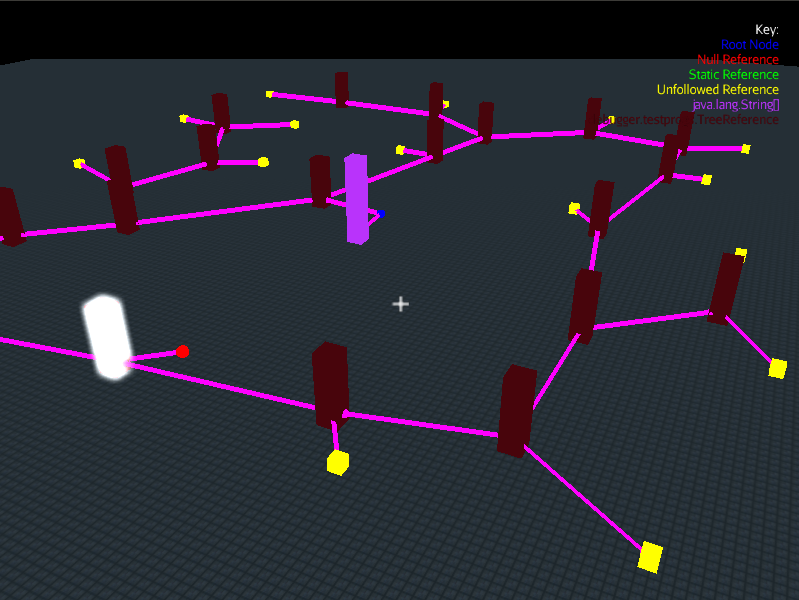 Key:
Root Node
Null Reference
Static Reference
Unfollowed Reference
java.lang.String[]
TreeReference